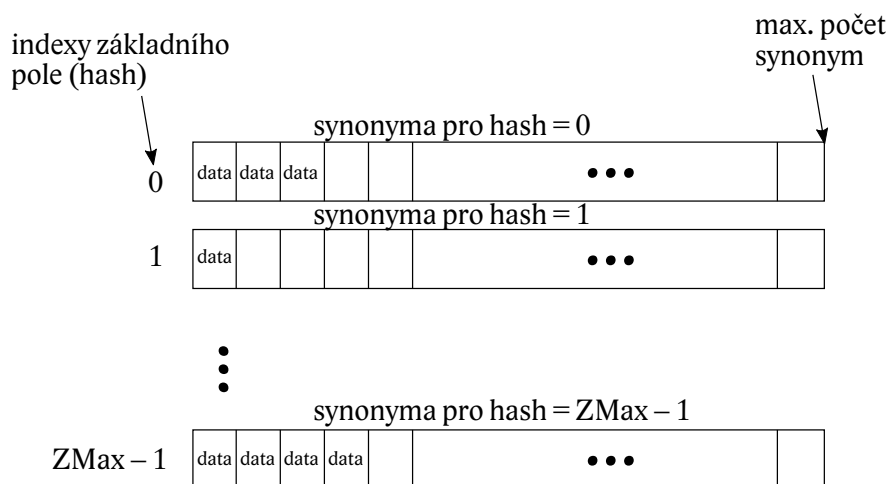 indexy základního
pole (hash)
max. počet
synonym
synonyma pro hash = 0
0 data data data
synonyma pro hash = 1
1 data
synonyma pro hash = ZMax – 1
ZMax – 1 data data data data